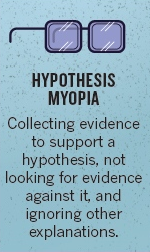 HYPOTHESIS
MYOPIA
Collecting evidence
to support a
hypothesis, not
looking for evidence
against it, and
ignoring other
explanations.